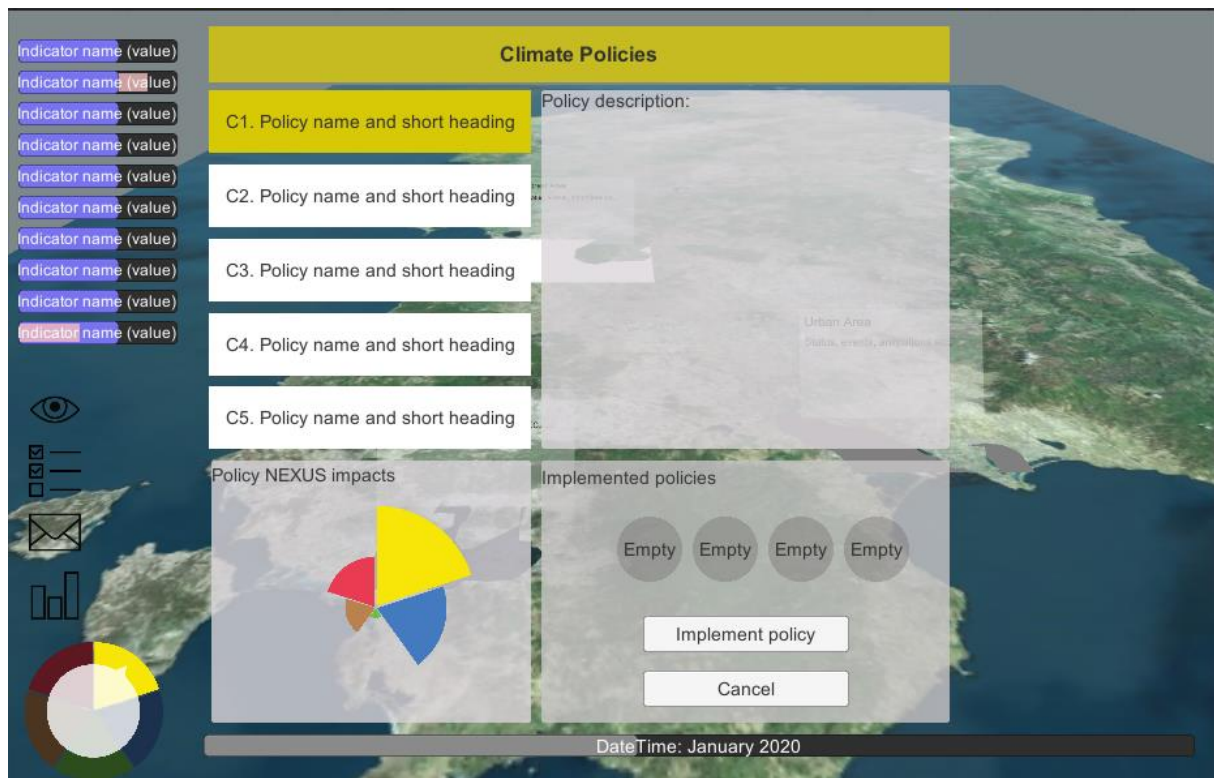 Indicator name (value)
Indicator name (value)
Indicator name (value)
Indicator name (value)
Indicator name (value)
Indicator name (value)
Indicator name (value)
Indicator name (value)
Indicator name (value)
Indicator name (value)
Climate Policies
C1. Policy name and short heading
C2. Policy name and short heading
C3. Policy name and short heading
C4. Policy name and short heading
C5. Policy name and short heading
Policy description:
Urban Area
Status, events,
Policy NEXUS impacts
Implemented policies
Empty Empty Empty Empty
Implement policy
Cancel
DateTime: January 2020